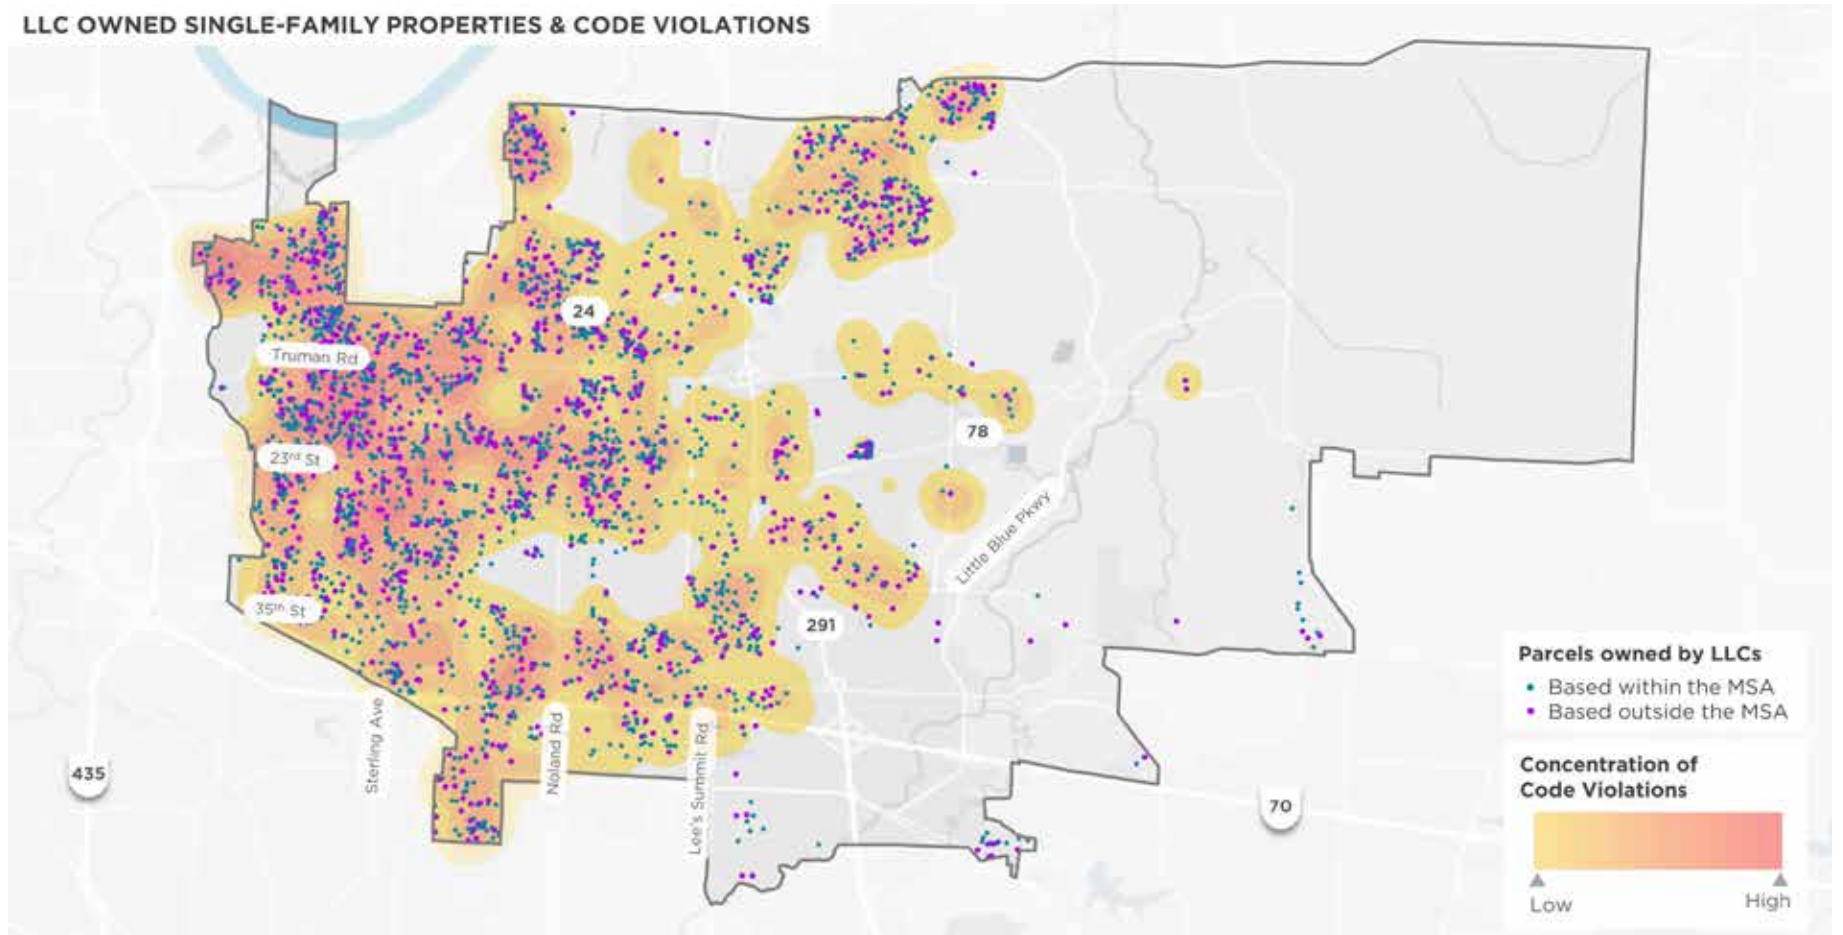 LLC OWNED SINGLE-FAMILY PROPERTIES & CODE VIOLATIONS
24
Truman Rd
78
23rd St
Little Blue Pkwy
35th St
291
Sterling Ave
Noland Rd
Lee's Summit Rd
435
70
Parcels owned by LLCs
Based within the MSA
Based outside the MSA
Concentration of
Code Violations
Low
High